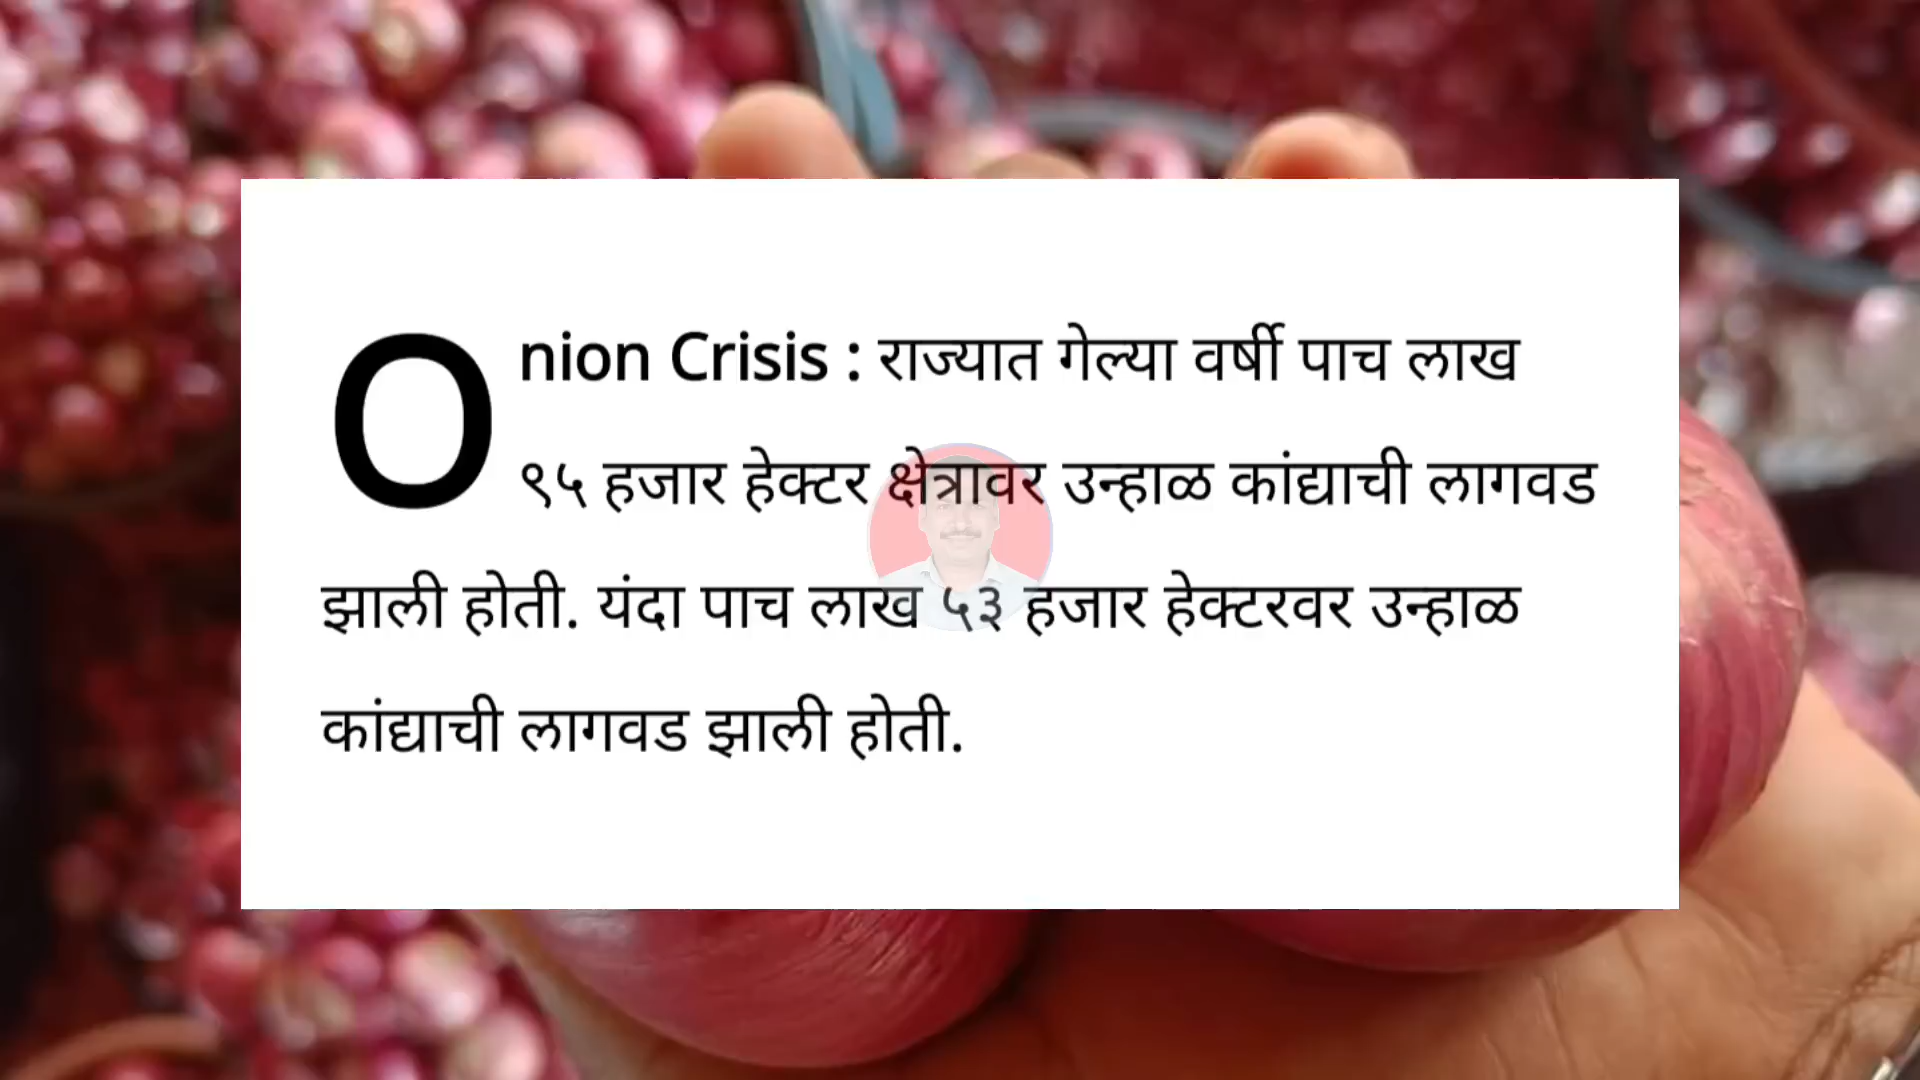 Onion Crisis : राज्यात गेल्या वर्षी पाच लाख
९५ हजार हेक्टर क्षेत्रावर उन्हाळ कांद्याची लागवड
झाली होती. यंदा पाच लाख ५३ हजार हेक्टरवर उन्हाळ
कांद्याची लागवड झाली होती.